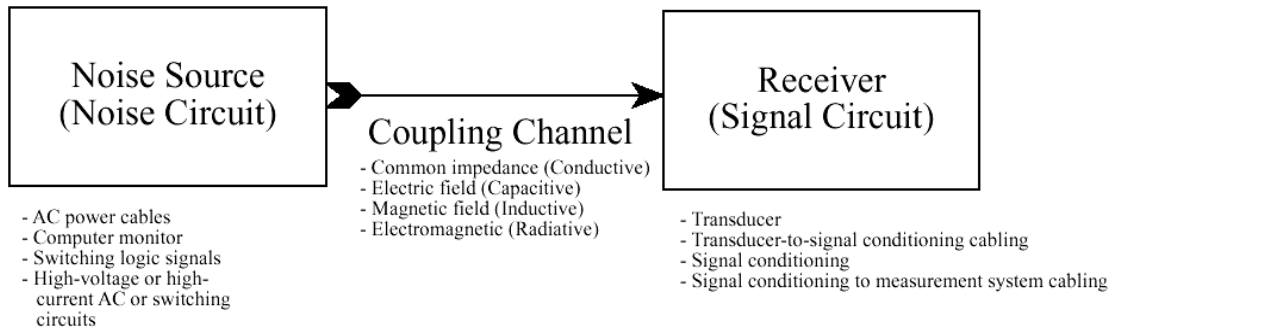 Noise Source
(Noise Circuit)
- AC power cables
- Computer monitor
- Switching logic signals
- High-voltage or high-
current AC or switching
circuits
Coupling Channel
- Common impedance (Conductive)
- Electric field (Capacitive)
- Magnetic field (Inductive)
- Electromagnetic (Radiative)
Receiver
(Signal Circuit)
- Transducer
- Transducer-to-signal conditioning cabling
- Signal conditioning
- Signal conditioning to measurement system cabling